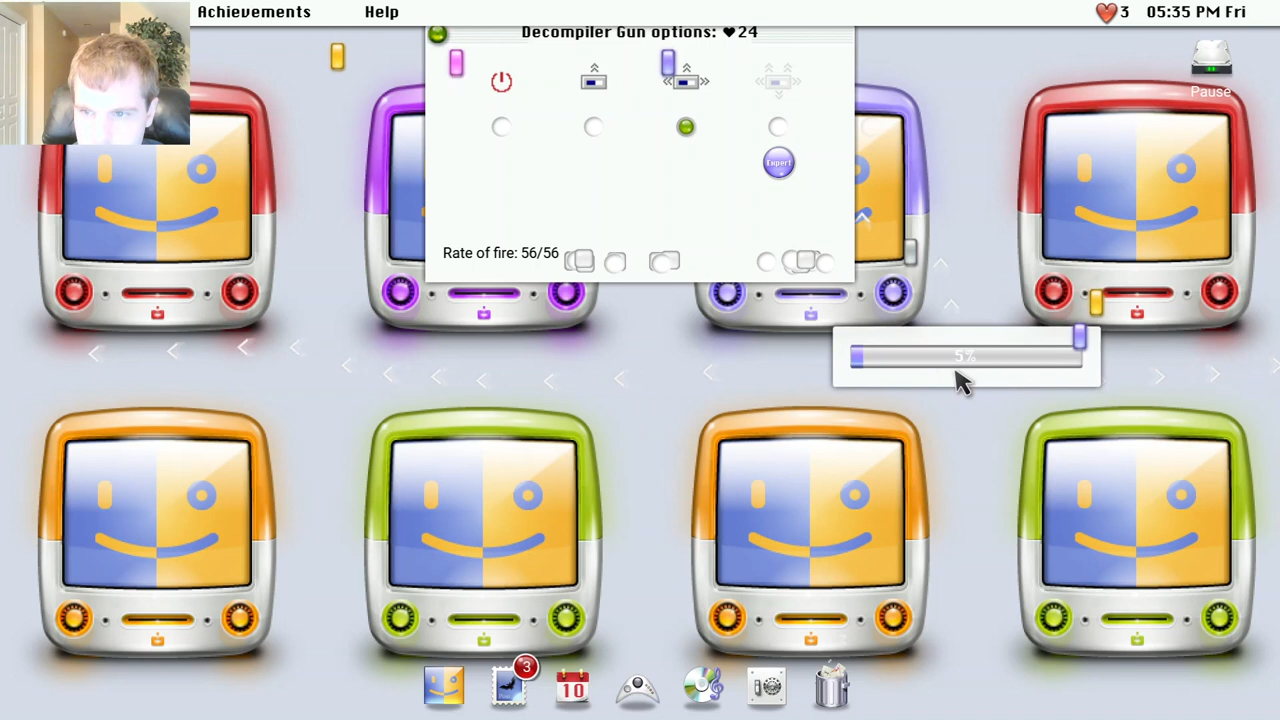 Achievements Help 3 05:35 PM Fri
Decompiler Gun options: ♥24
Pause
Expert
Rate of fire: 56/56
5%
3
10